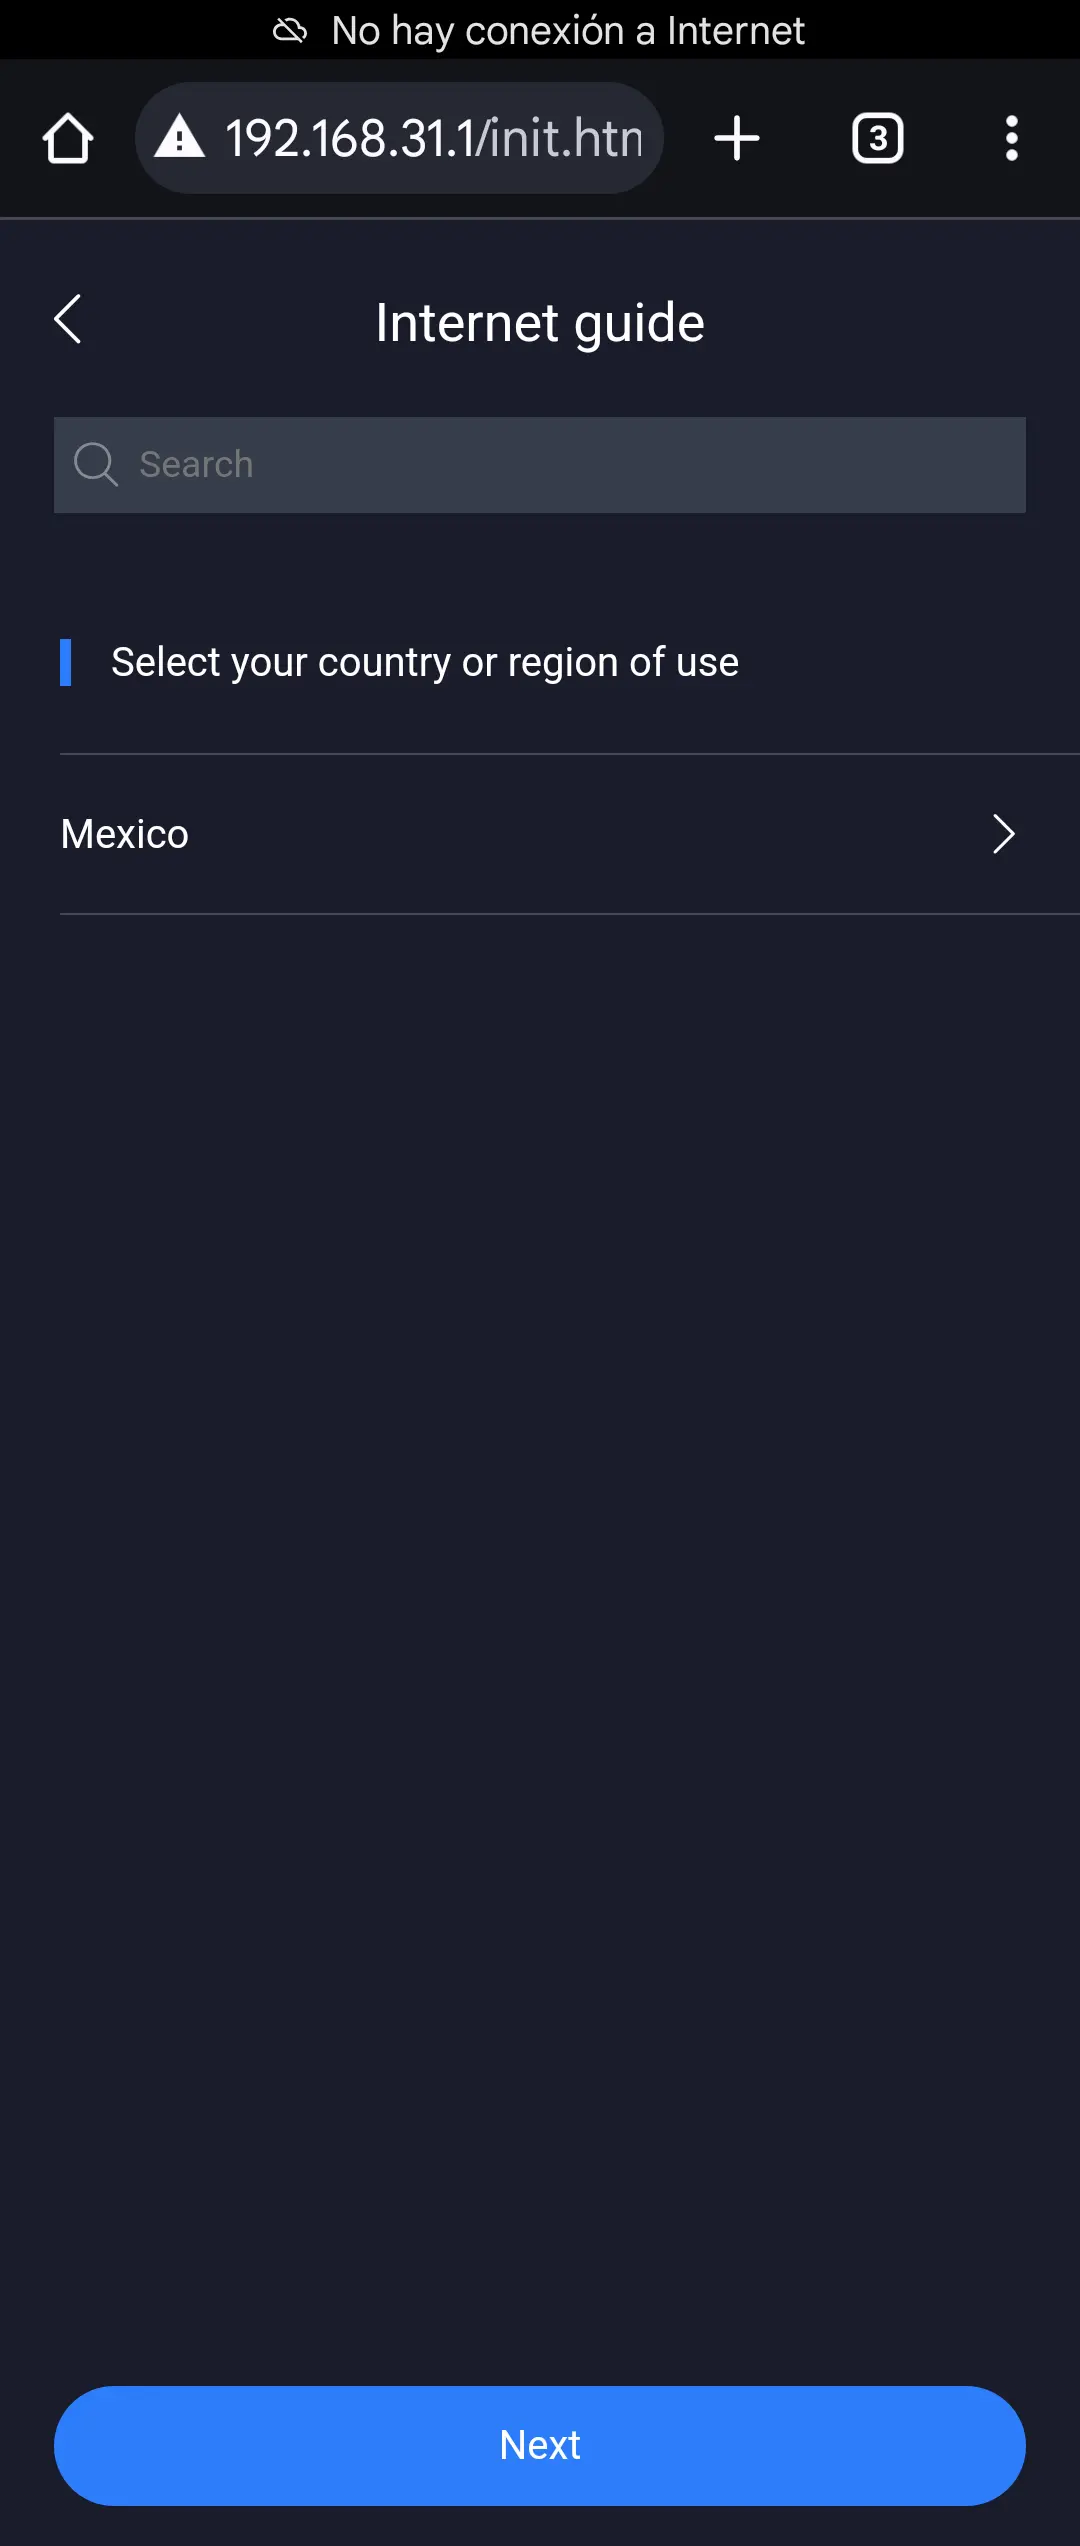 No hay conexión a Internet
192.168.31.1/init.htm
3
Internet guide
Search
Select your country or region of use
Mexico
Next